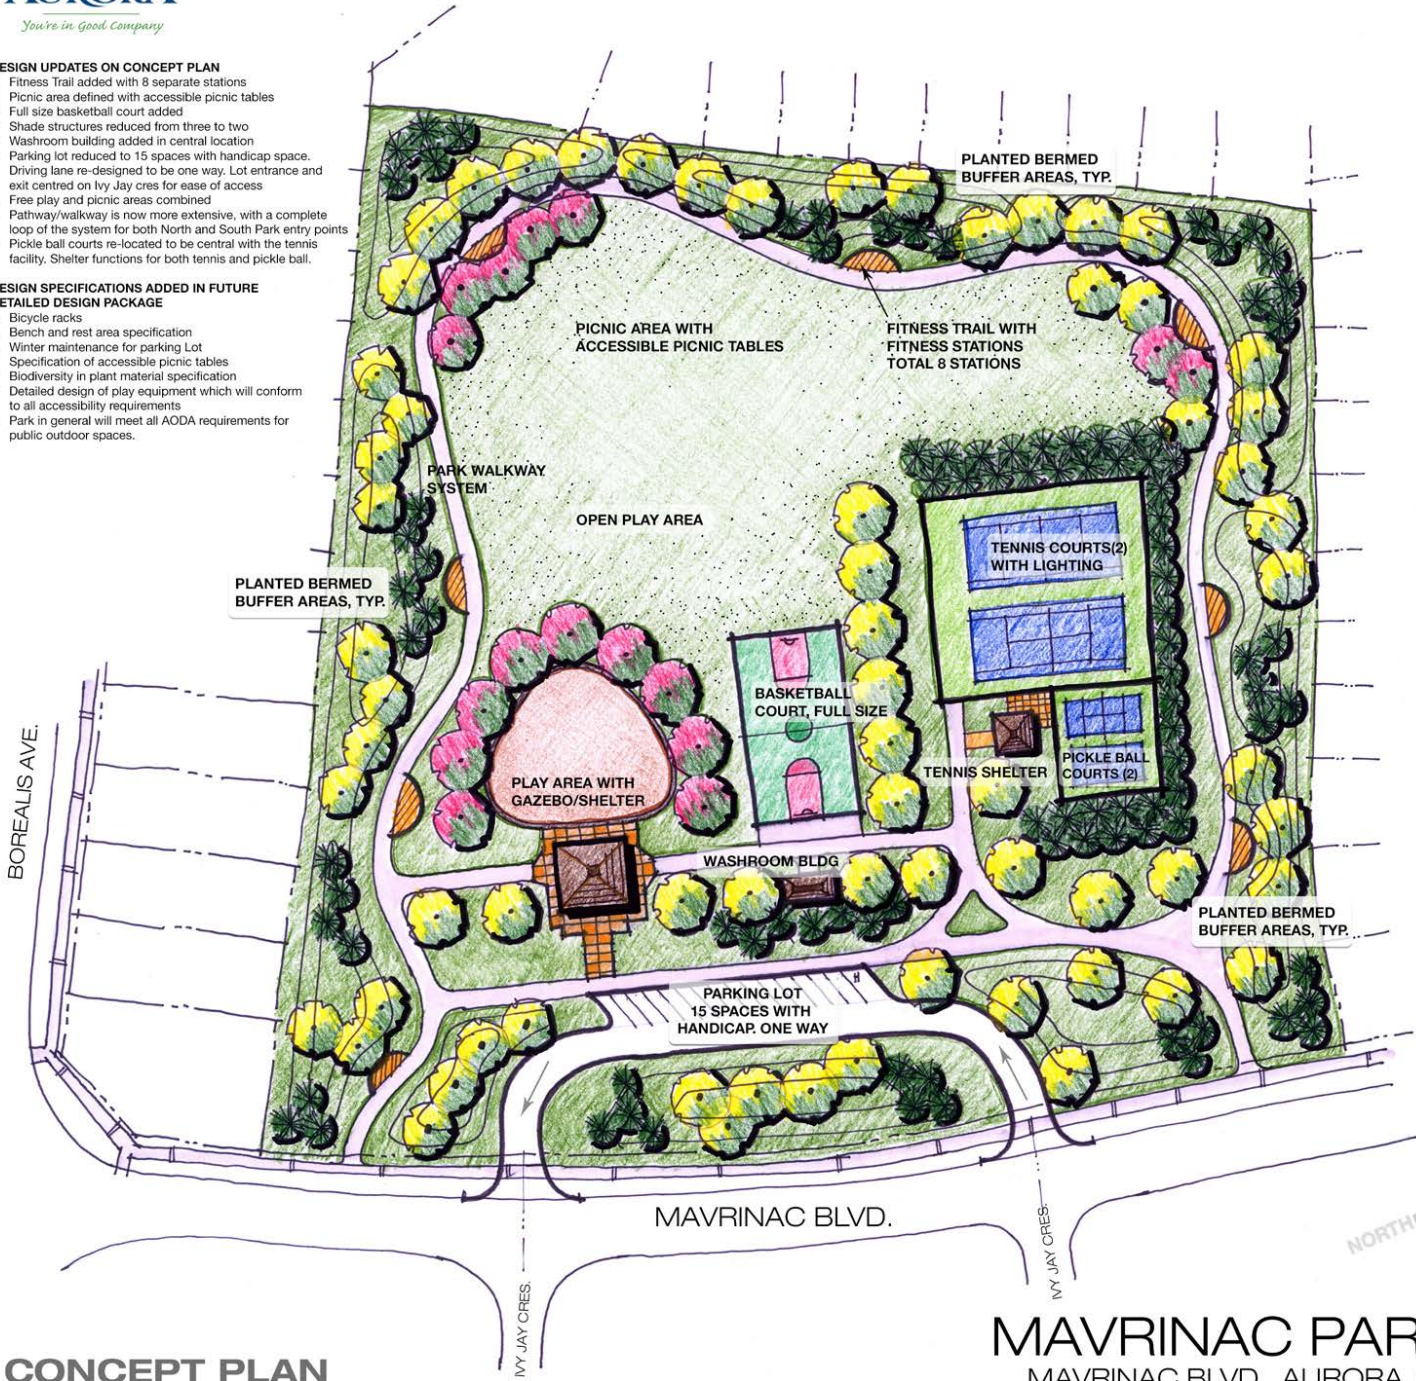 AURORA
You're in Good Company
ESIGN UPDATES ON CONCEPT PLAN
Fitness Trail added with 8 separate stations
Picnic area defined with accessible picnic tables
Full size basketball court added
Shade structures reduced from three to two
Washroom building added in central location
Parking lot reduced to 15 spaces with handicap space.
Driving lane re-designed to be one way. Lot entrance and
exit centred on Ivy Jay cres for ease of access
Free play and picnic areas combined
Pathway/walkway is now more extensive, with a complete
loop of the system for both North and South Park entry points
Pickle ball courts re-located to be central with the tennis
facility. Shelter functions for both tennis and pickle ball.
ESIGN SPECIFICATIONS ADDED IN FUTURE
ETAILED DESIGN PACKAGE
Bicycle racks
Bench and rest area specification
Winter maintenance for parking Lot
Specification of accessible picnic tables
Biodiversity in plant material specification
Detailed design of play equipment which will conform
to all accessibility requirements
Park in general will meet all AODA requirements for
public outdoor spaces.
PLANTED BERMED
BUFFER AREAS, TYP.
PICNIC AREA WITH
ACCESSIBLE PICNIC TABLES
FITNESS TRAIL WITH
FITNESS STATIONS
TOTAL 8 STATIONS
PARK WALKWAY
SYSTEM
OPEN PLAY AREA
TENNIS COURTS(2)
WITH LIGHTING
PLANTED BERMED
BUFFER AREAS, TYP.
BASKETBALL
COURT, FULL SIZE
PLAY AREA WITH
GAZEBO/SHELTER
TENNIS SHELTER
PICKLE BALL
COURTS (2)
WASHROOM BLDG
PLANTED BERMED
BUFFER AREAS, TYP.
PARKING LOT
15 SPACES WITH
HANDICAP. ONE WAY
H
BOREALIS AVE.
MAVRINAC BLVD.
IVY JAY CRES.
IVY JAY CRES.
NORTH
CONCEPT PLAN
MAVRINAC PAR
MAVRINAC BLVD., AURORA